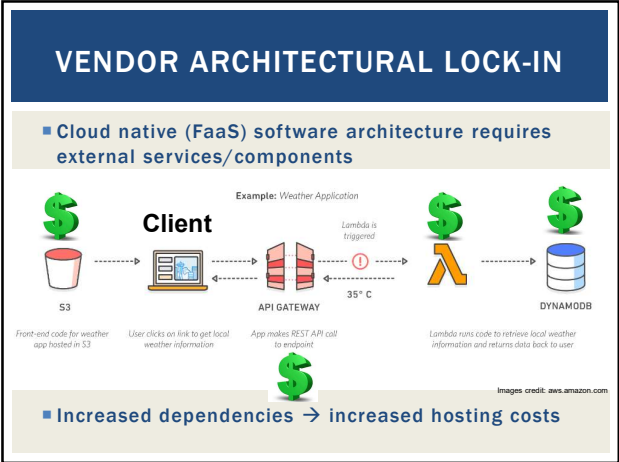 VENDOR ARCHITECTURAL LOCK-IN
▪ Cloud native (FaaS) software architecture requires
external services/components
Example: Weather Application
$
Client
$
$
Lambda is
triggered
35° C
S3
API GATEWAY
DYNAMODB
Front-end code for weather
app hosted in S3
User clicks on link to get local
weather information
App makes REST API call
to endpoint
Lambda runs code to retrieve local weather
information and returns data back to user
$
Images credit: aws.amazon.com
▪ Increased dependencies → increased hosting costs